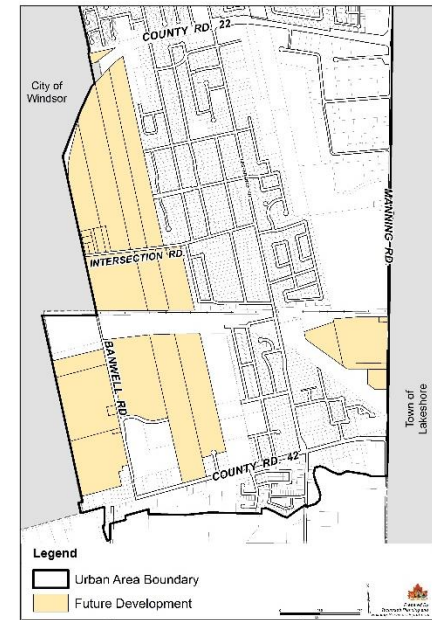 COUNTY RD. 22
City of
Windsor
MANNING RD
INTERSECTION RD.
BANWELL RD
Town of
Lakeshore
COUNTY RD. 42
Legend
Urban Area Boundary
Future Development